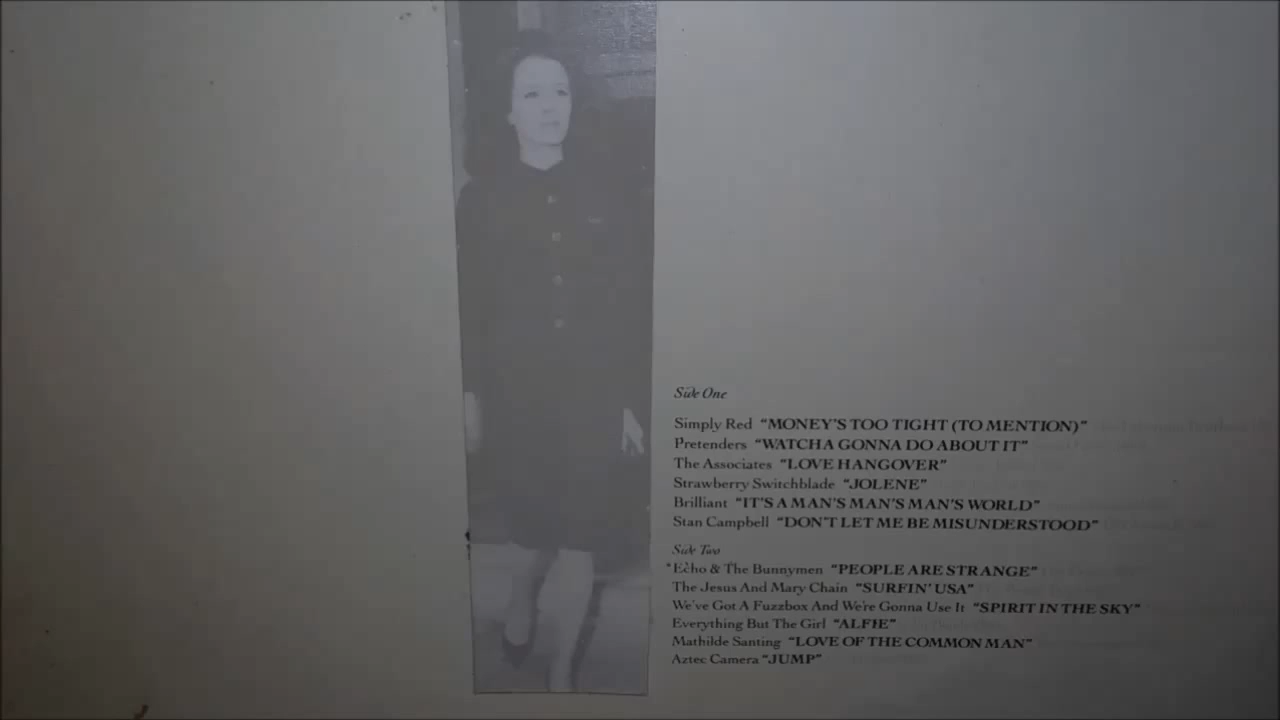 Side One
Simply Red "MONEY'S TOO TIGHT (TO MENTION)"
Pretenders "WATCHA GONNA DO ABOUT IT"
The Associates "LOVE HANGOVER"
Strawberry Switchblade "JOLENE"
Brilliant "IT'S A MAN'S MAN'S MAN'S WORLD"
Stan Campbell "DON'T LET ME BE MISUNDERSTOOD"
Side Two
Echo & The Bunnymen "PEOPLE ARE STRANGE"
The Jesus And Mary Chain "SURFIN' USA"
We've Got A Fuzzbox And We're Gonna Use It "SPIRIT IN THE SKY"
Everything But The Girl "ALFIE"
Mathilde Santing "LOVE OF THE COMMON MAN"
Aztec Camera "JUMP"